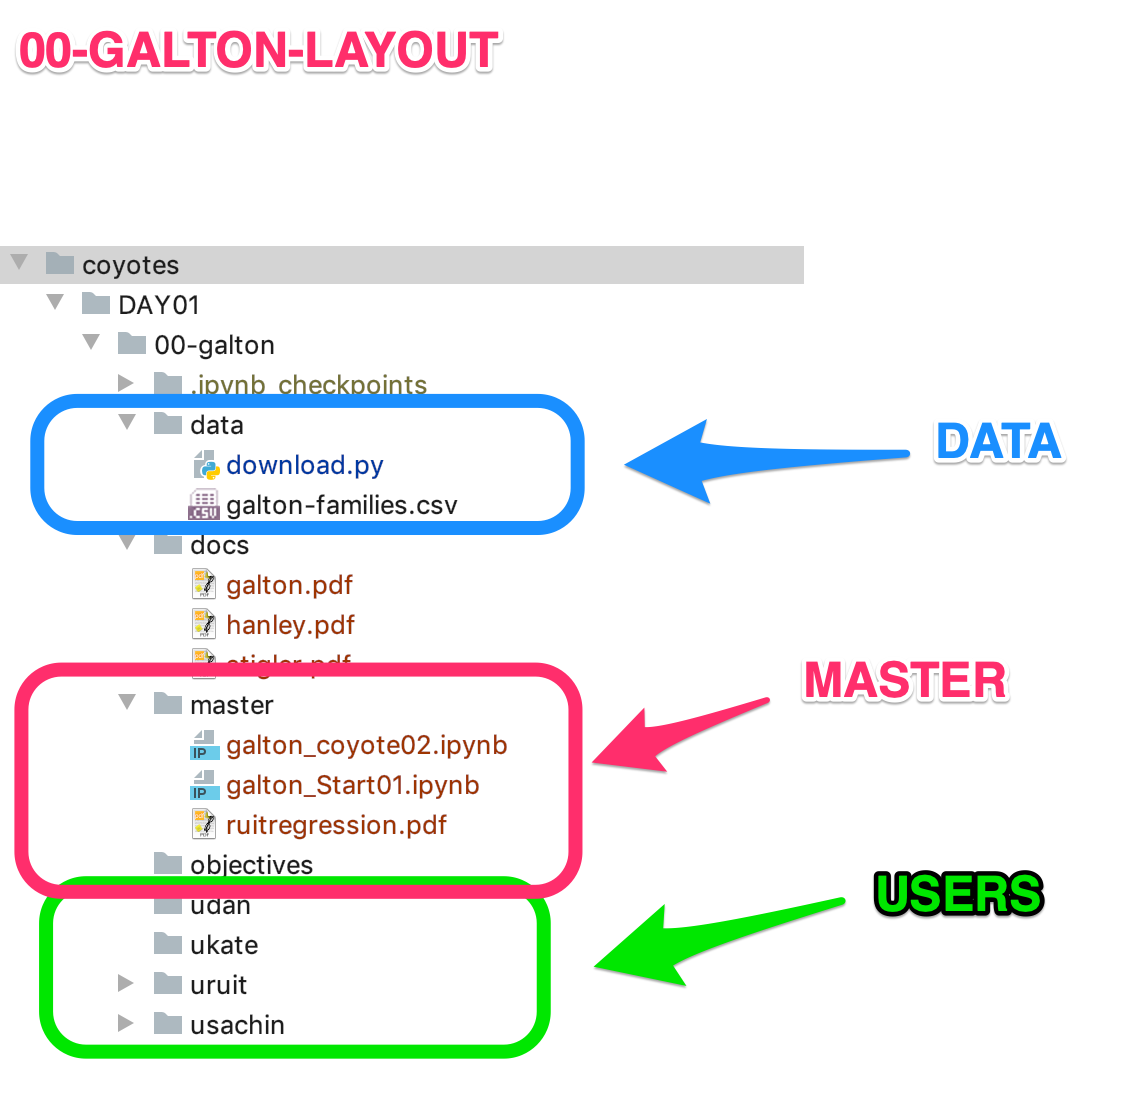 00-GALTON-LAYOUT
coyotes
DAY01
00-galton
.ipynb_checkpoints
data
download.py
galton-families.csv
DATA
docs
galton.pdf
hanley.pdf
stigler.pdf
master
galton_coyote02.ipynb
galton_Start01.ipynb
ruitregression.pdf
objectives
MASTER
udan
ukate
uruit
usachin
USERS